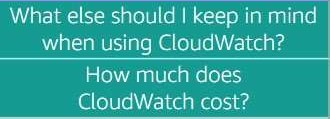 What else should I keep in mind
when using CloudWatch?
How much does
CloudWatch cost?